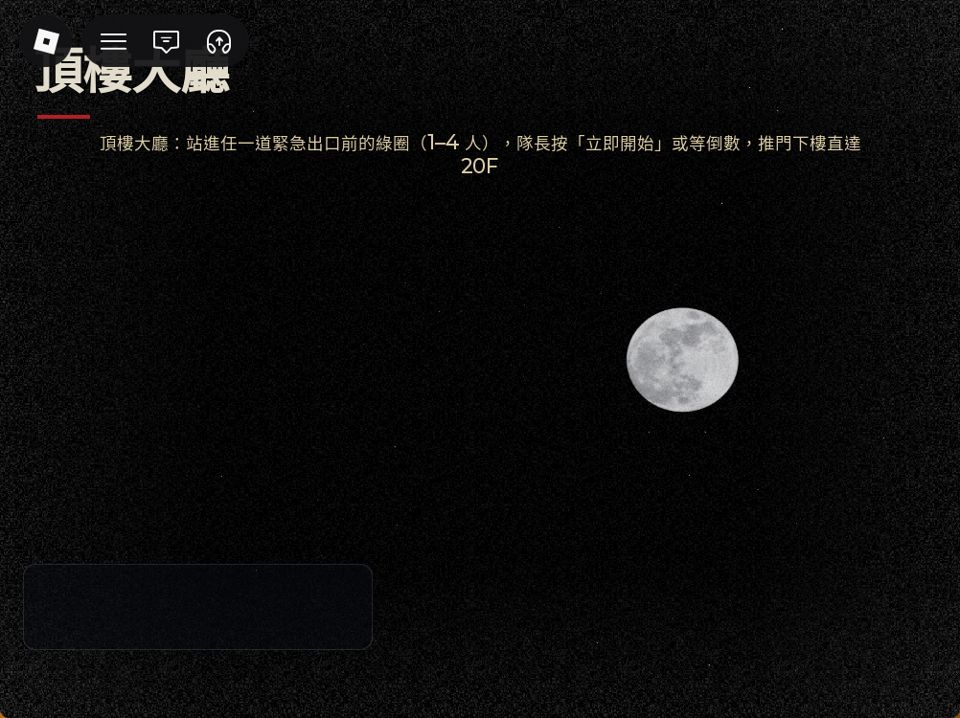 頂樓大廳
頂樓大廳：站進任一道緊急出口前的綠圈（1–4 人），隊長按「立即開始」或等倒數，推門下樓直達
20F